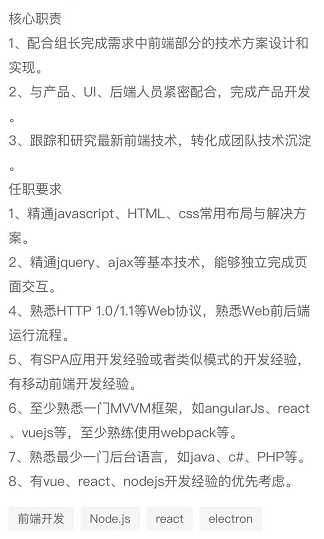 核心职责
1、配合组长完成需求中前端部分的技术方案设计和
实现。
2、与产品、UI、后端人员紧密配合，完成产品开发
。
3、跟踪和研究最新前端技术，转化成团队技术沉淀
。
任职要求
1、精通javascript、HTML、css常用布局与解决方
案。
2、精通jquery、ajax等基本技术，能够独立完成页
面交互。
4、熟悉HTTP 1.0/1.1等Web协议，熟悉Web前后端
运行流程。
5、有SPA应用开发经验或者类似模式的开发经验，
有移动前端开发经验。
6、至少熟悉一门MVVM框架，如angularJs、react
、vuejs等，至少熟练使用webpack等。
7、熟悉最少一门后台语言，如java、c#、PHP等。
8、有vue、react、nodejs开发经验的优先考虑。
前端开发 Node.js react electron